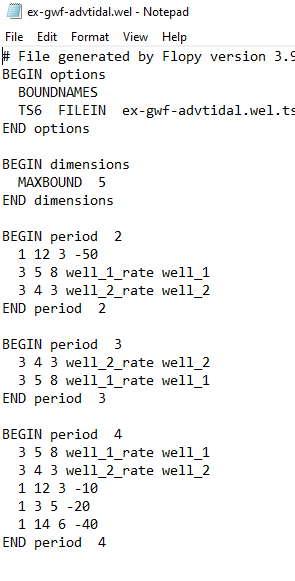 ex-gwf-advtidal.wel - Notepad
File Edit Format View Help
# File generated by Flopy version 3.9
BEGIN options
  BOUNDNAMES
  TS6  FILEIN  ex-gwf-advtidal.wel.ts
END options

BEGIN dimensions
  MAXBOUND  5
END dimensions

BEGIN period  2
  1 12 3 -50
  3 5 8 well_1_rate well_1
  3 4 3 well_2_rate well_2
END period  2

BEGIN period  3
  3 4 3 well_2_rate well_2
  3 5 8 well_1_rate well_1
END period  3

BEGIN period  4
  3 5 8 well_1_rate well_1
  3 4 3 well_2_rate well_2
  1 12 3 -10
  1 3 5 -20
  1 14 6 -40
END period  4